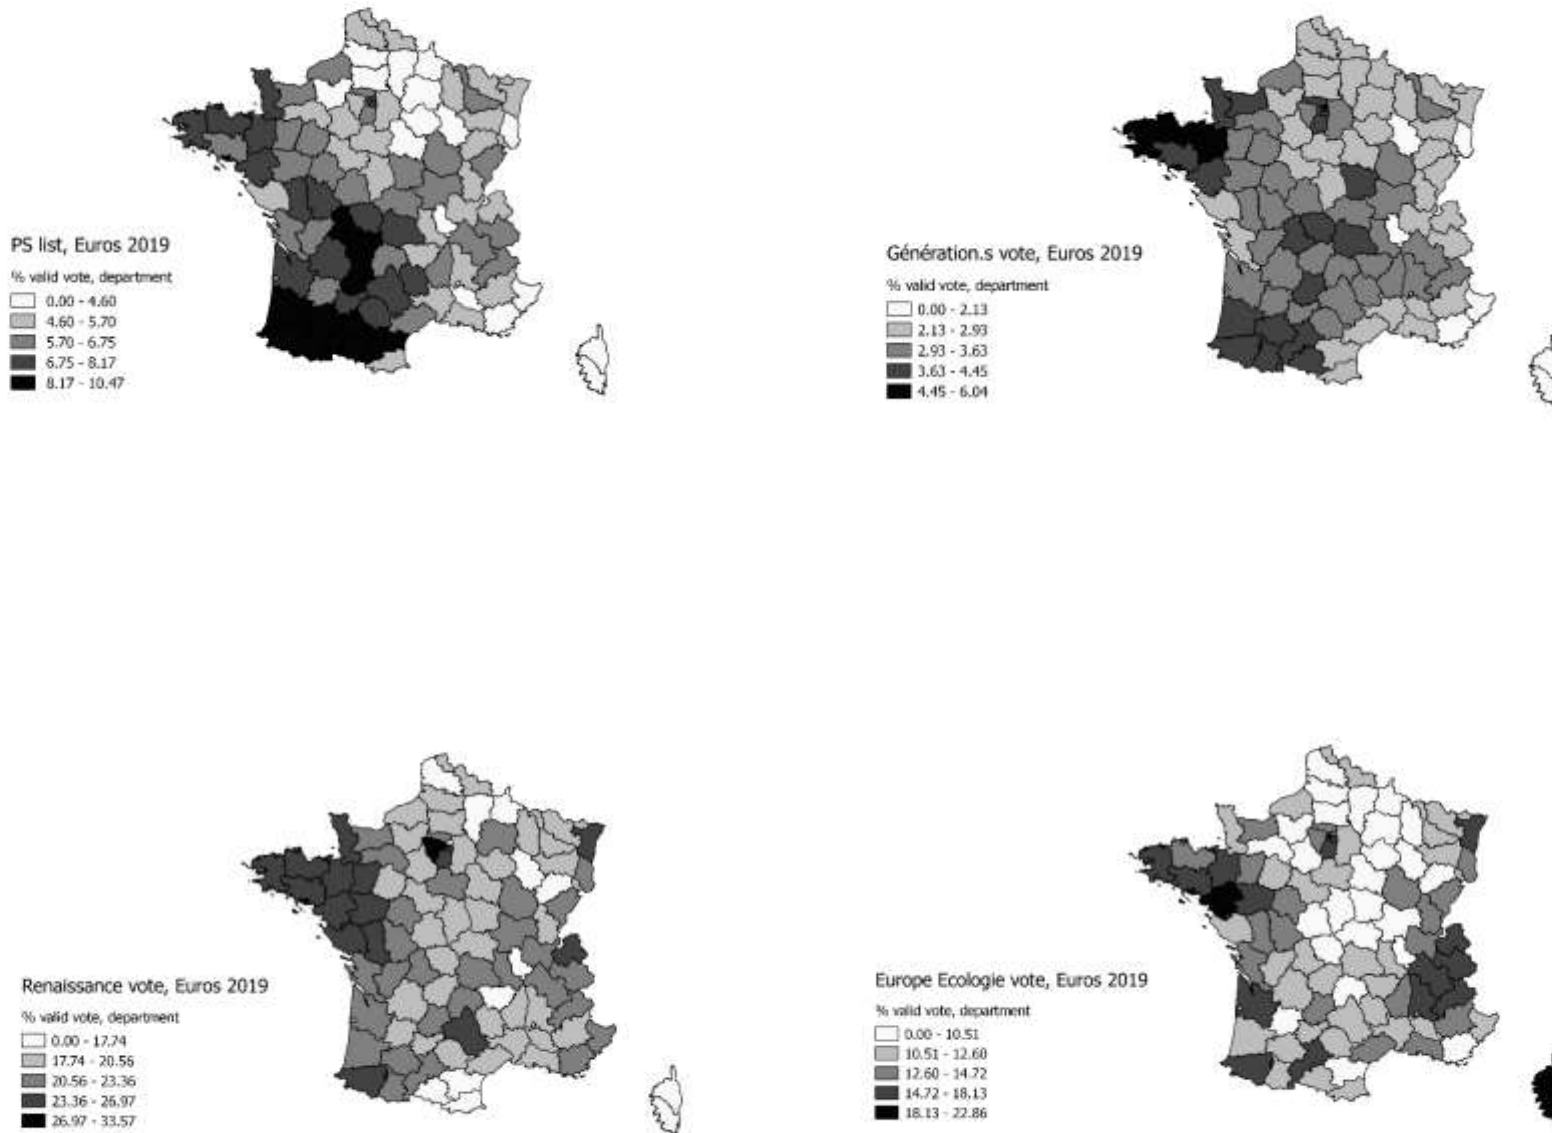 PS list, Euros 2019
% valid vote, department
0.00 - 4.60
4.60 - 5.70
5.70 - 6.75
6.75 - 8.17
8.17 - 10.47
Génération.s vote, Euros 2019
% valid vote, department
0.00 - 2.13
2.13 - 2.93
2.93 - 3.63
3.63 - 4.45
4.45 - 6.04
Renaissance vote, Euros 2019
% valid vote, department
0.00 - 17.74
17.74 - 20.56
20.56 - 23.36
23.36 - 26.97
26.97 - 33.57
Europe Ecologie vote, Euros 2019
% valid vote, department
0.00 - 10.51
10.51 - 12.60
12.60 - 14.72
14.72 - 18.13
18.13 - 22.86